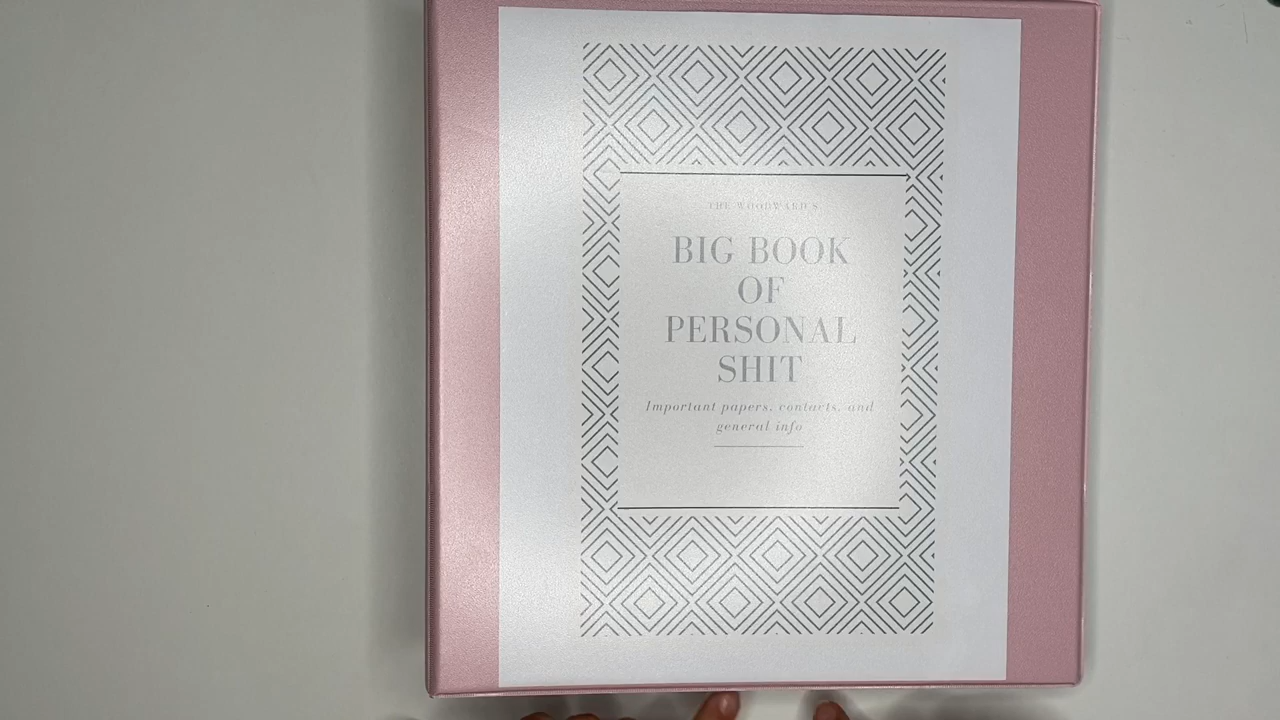 THE WOODWARD'S
BIG BOOK
OF
PERSONAL
SHIT
Important papers, contacts, and
general info